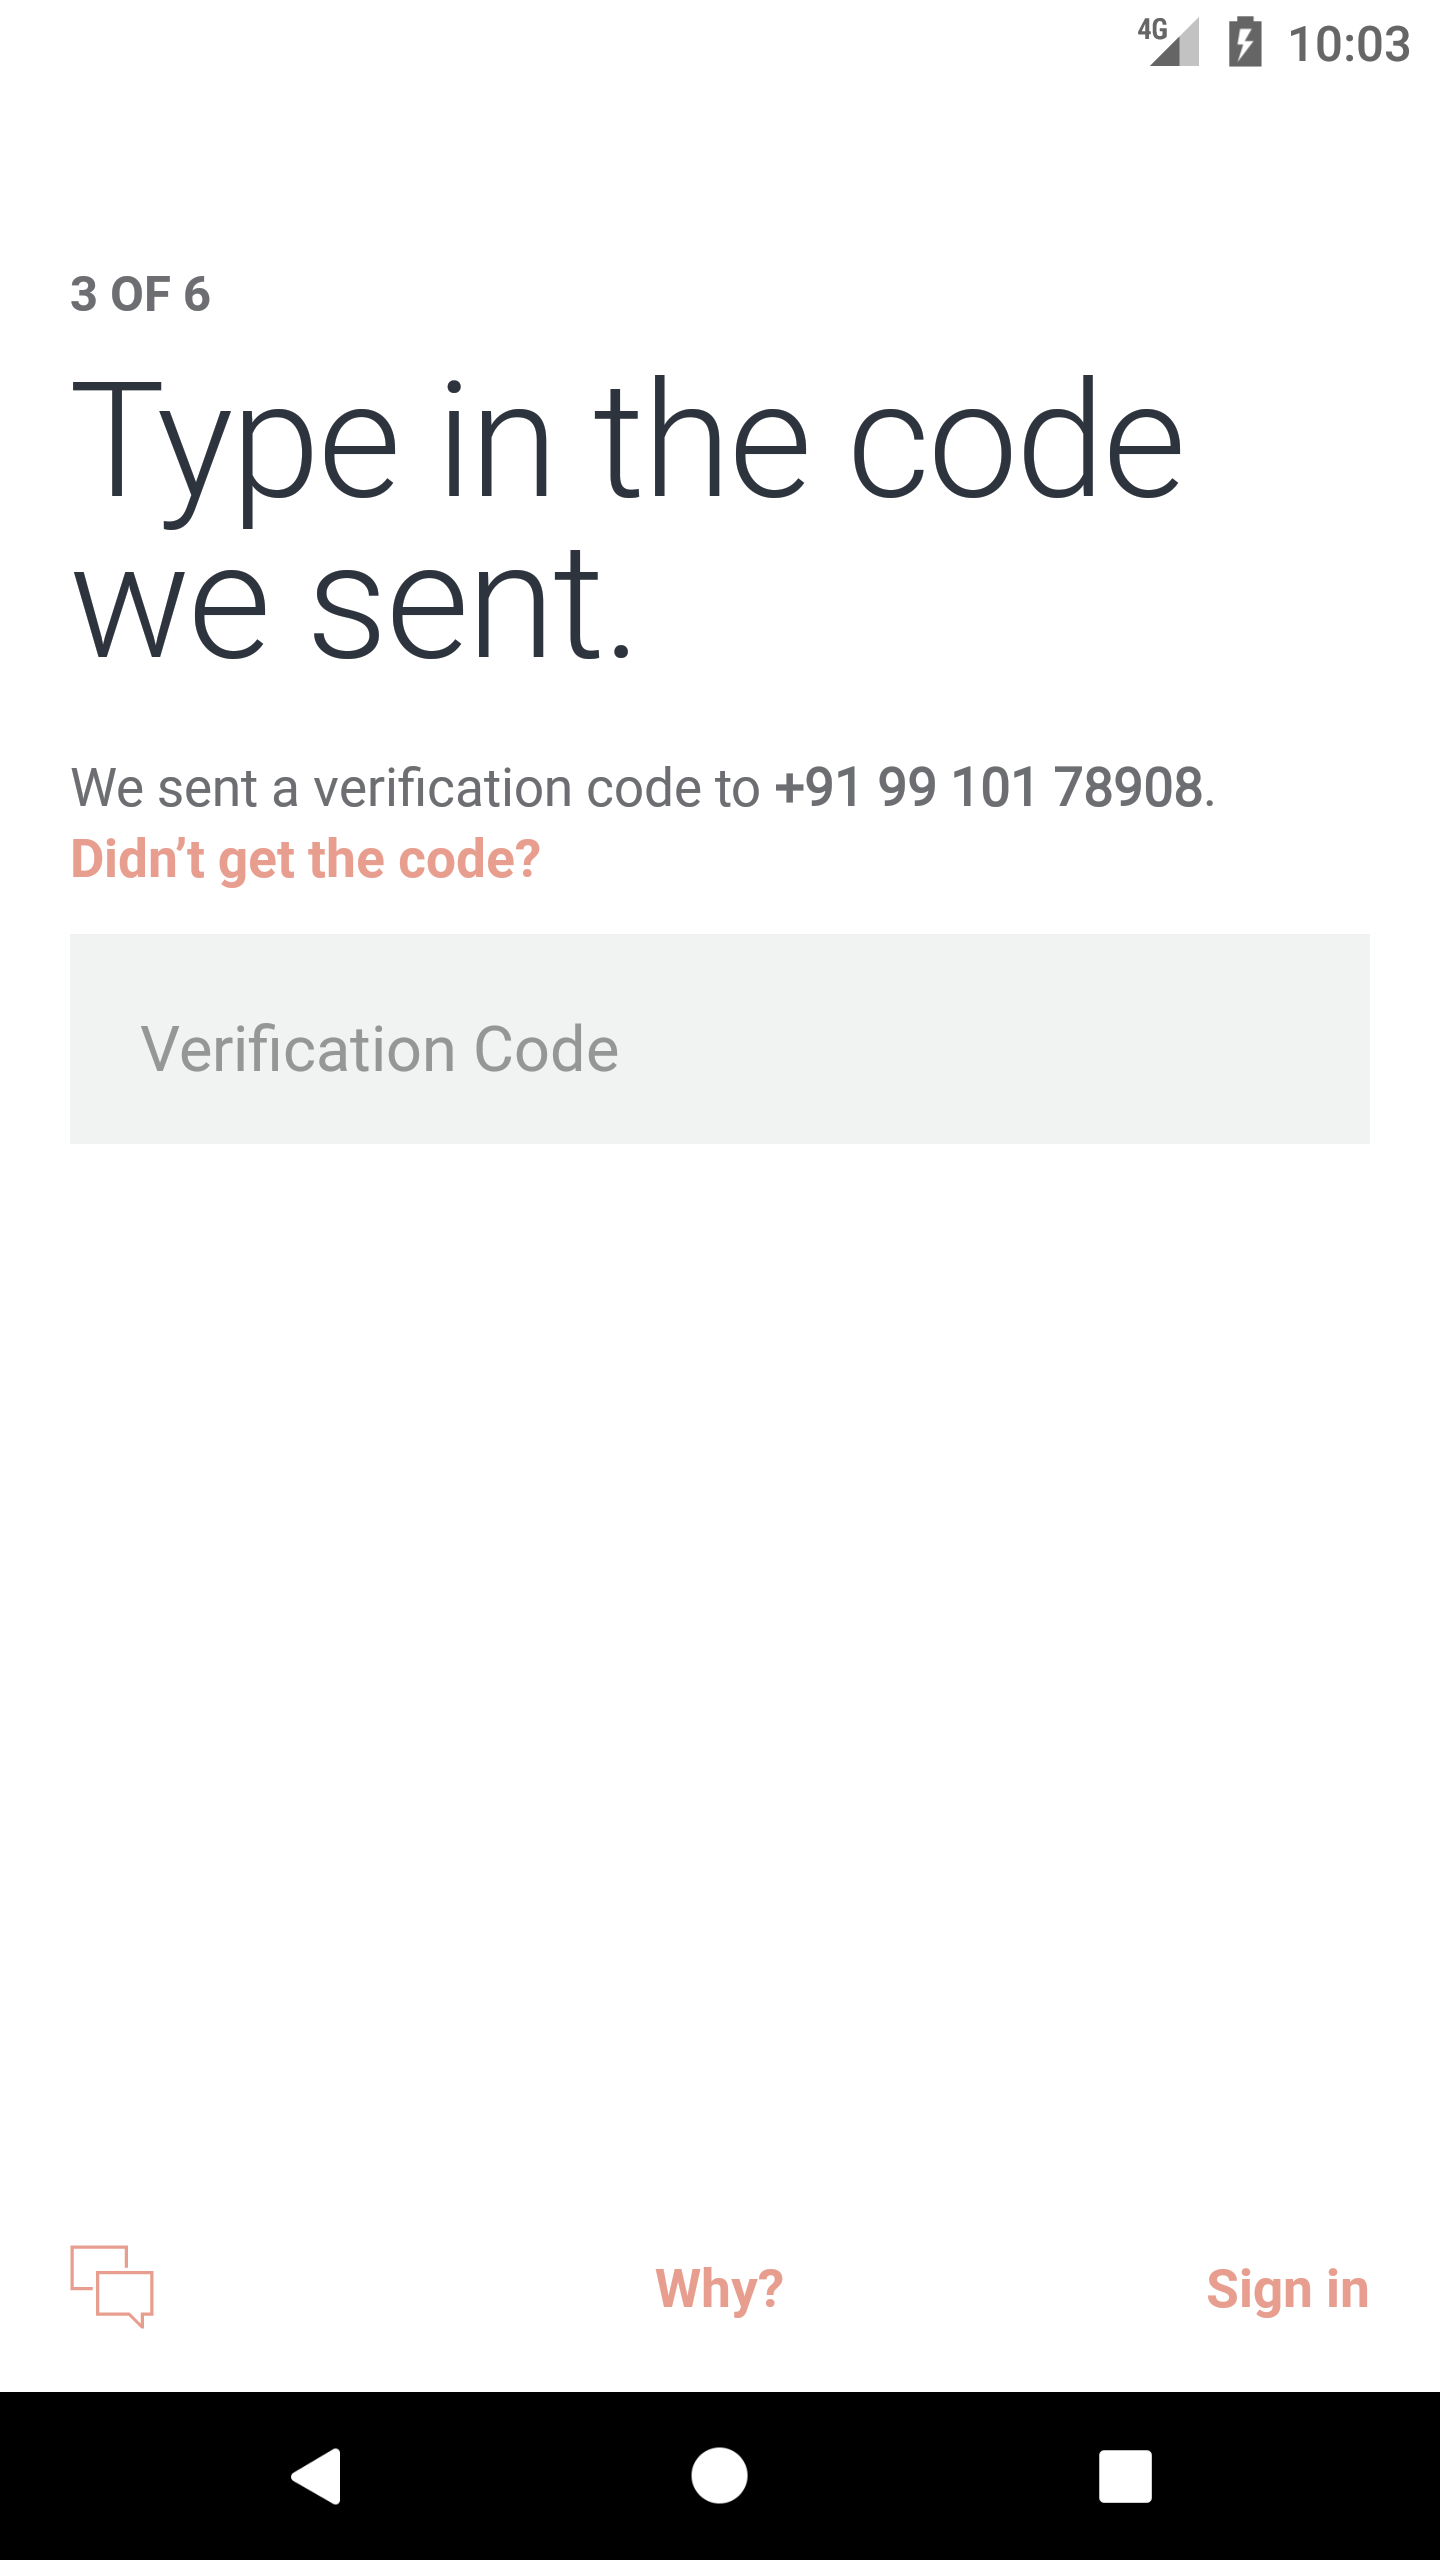 4G 10:03
3 OF 6
Type in the code
we sent.
We sent a verification code to +91 99 101 78908.
Didn’t get the code?
Verification Code
Why? Sign in